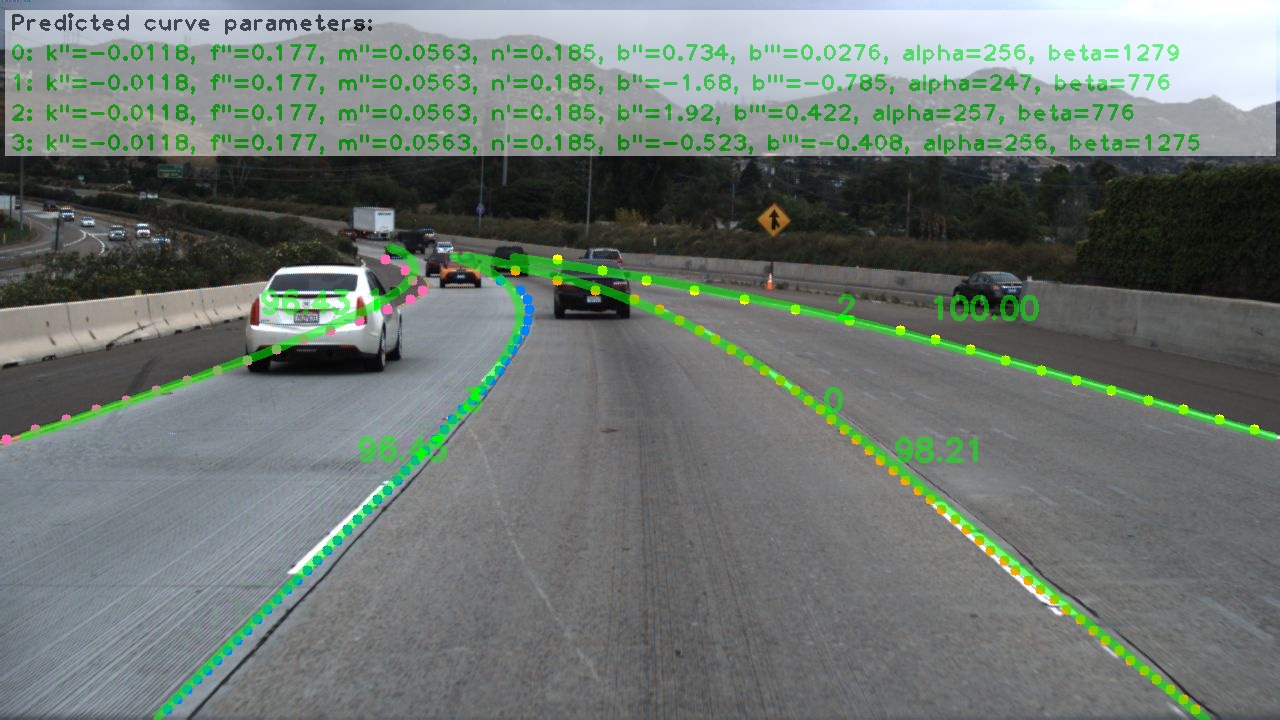 Predicted curve parameters:
0: k''=-0.0118, f''=0.177, m''=0.0563, n'=0.185, b''=0.734, b'''=0.0276, alpha=256, beta=1279
1: k''=-0.0118, f''=0.177, m''=0.0563, n'=0.185, b''=-1.68, b'''=-0.785, alpha=247, beta=776
2: k''=-0.0118, f''=0.177, m''=0.0563, n'=0.185, b''=1.92, b'''=0.422, alpha=257, beta=776
3: k''=-0.0118, f''=0.177, m''=0.0563, n'=0.185, b''=-0.523, b'''=-0.408, alpha=256, beta=1275
96.43 1
2 100.00
0
96.43
98.21